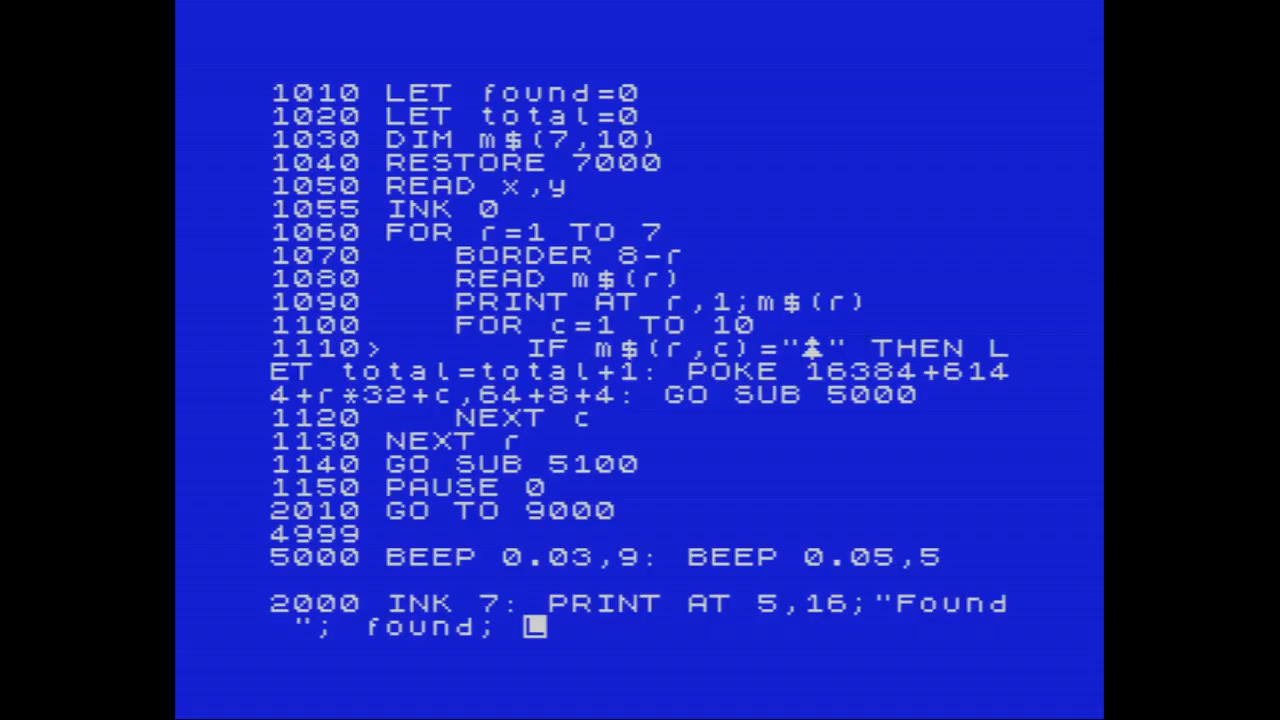 1010 LET found=0
1020 LET total=0
1030 DIM m$(7,10)
1040 RESTORE 7000
1050 READ x,y
1055 INK 0
1060 FOR r=1 TO 7
1070    BORDER 8-r
1080    READ m$(r)
1090    PRINT AT r,1;m$(r)
1100    FOR c=1 TO 10
1110>      IF m$(r,c)="🌲" THEN L
ET total=total+1: POKE 16384+614
4+r*32+c,64+8+4: GO SUB 5000
1120    NEXT c
1130 NEXT r
1140 GO SUB 5100
1150 PAUSE 0
2010 GO TO 9000
4999
5000 BEEP 0.03,9: BEEP 0.05,5
2000 INK 7: PRINT AT 5,16;"Found
 "; found; L